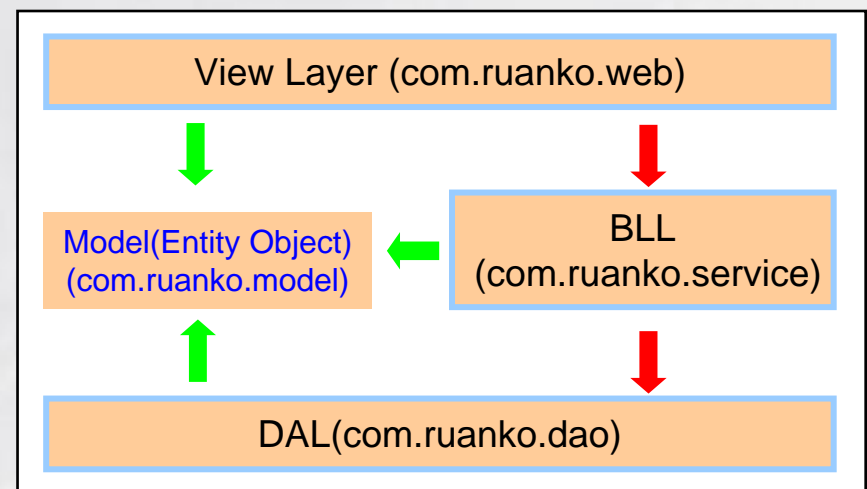 View Layer (com.ruanko.web)
Model(Entity Object)
(com.ruanko.model)
BLL
(com.ruanko.service)
DAL(com.ruanko.dao)